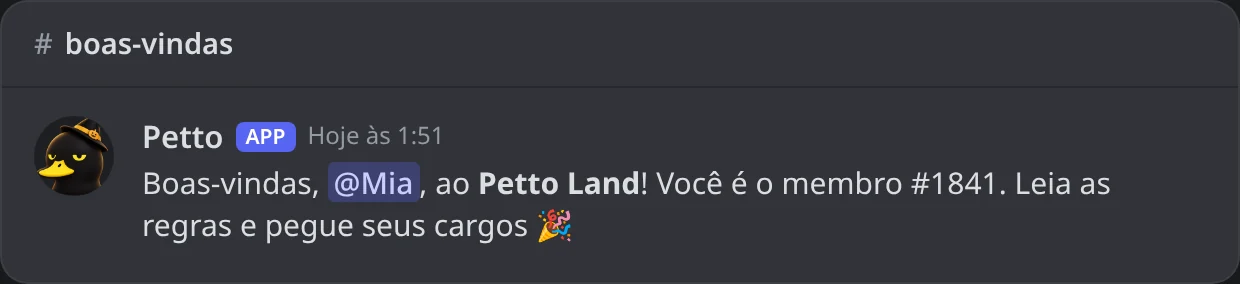 # boas-vindas
Petto APP Hoje às 1:51
Boas-vindas, @Mia, ao Petto Land! Você é o membro #1841. Leia as
regras e pegue seus cargos 🎉